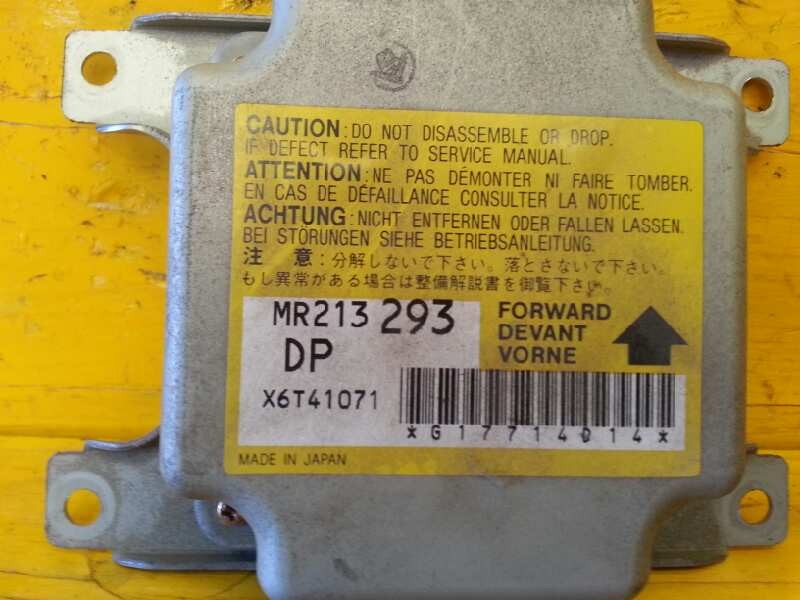 CAUTION:DO NOT DISASSEMBLE OR DROP.
IF DEFECT REFER TO SERVICE MANUAL.
ATTENTION:NE PAS DÉMONTER NI FAIRE TOMBER.
EN CAS DE DÉFAILLANCE CONSULTER LA NOTICE.
ACHTUNG:NICHT ENTFERNEN ODER FALLEN LASSEN.
BEI STÖRUNGEN SIEHE BETRIEBSANLEITUNG.
注 意:分解しないで下さい。落とさないで下さい。
もし異常がある場合は整備解説書を御覧下さい。
MR213 293
DP
X6T41071
FORWARD
DEVANT
VORNE
*G17714D14*
MADE IN JAPAN